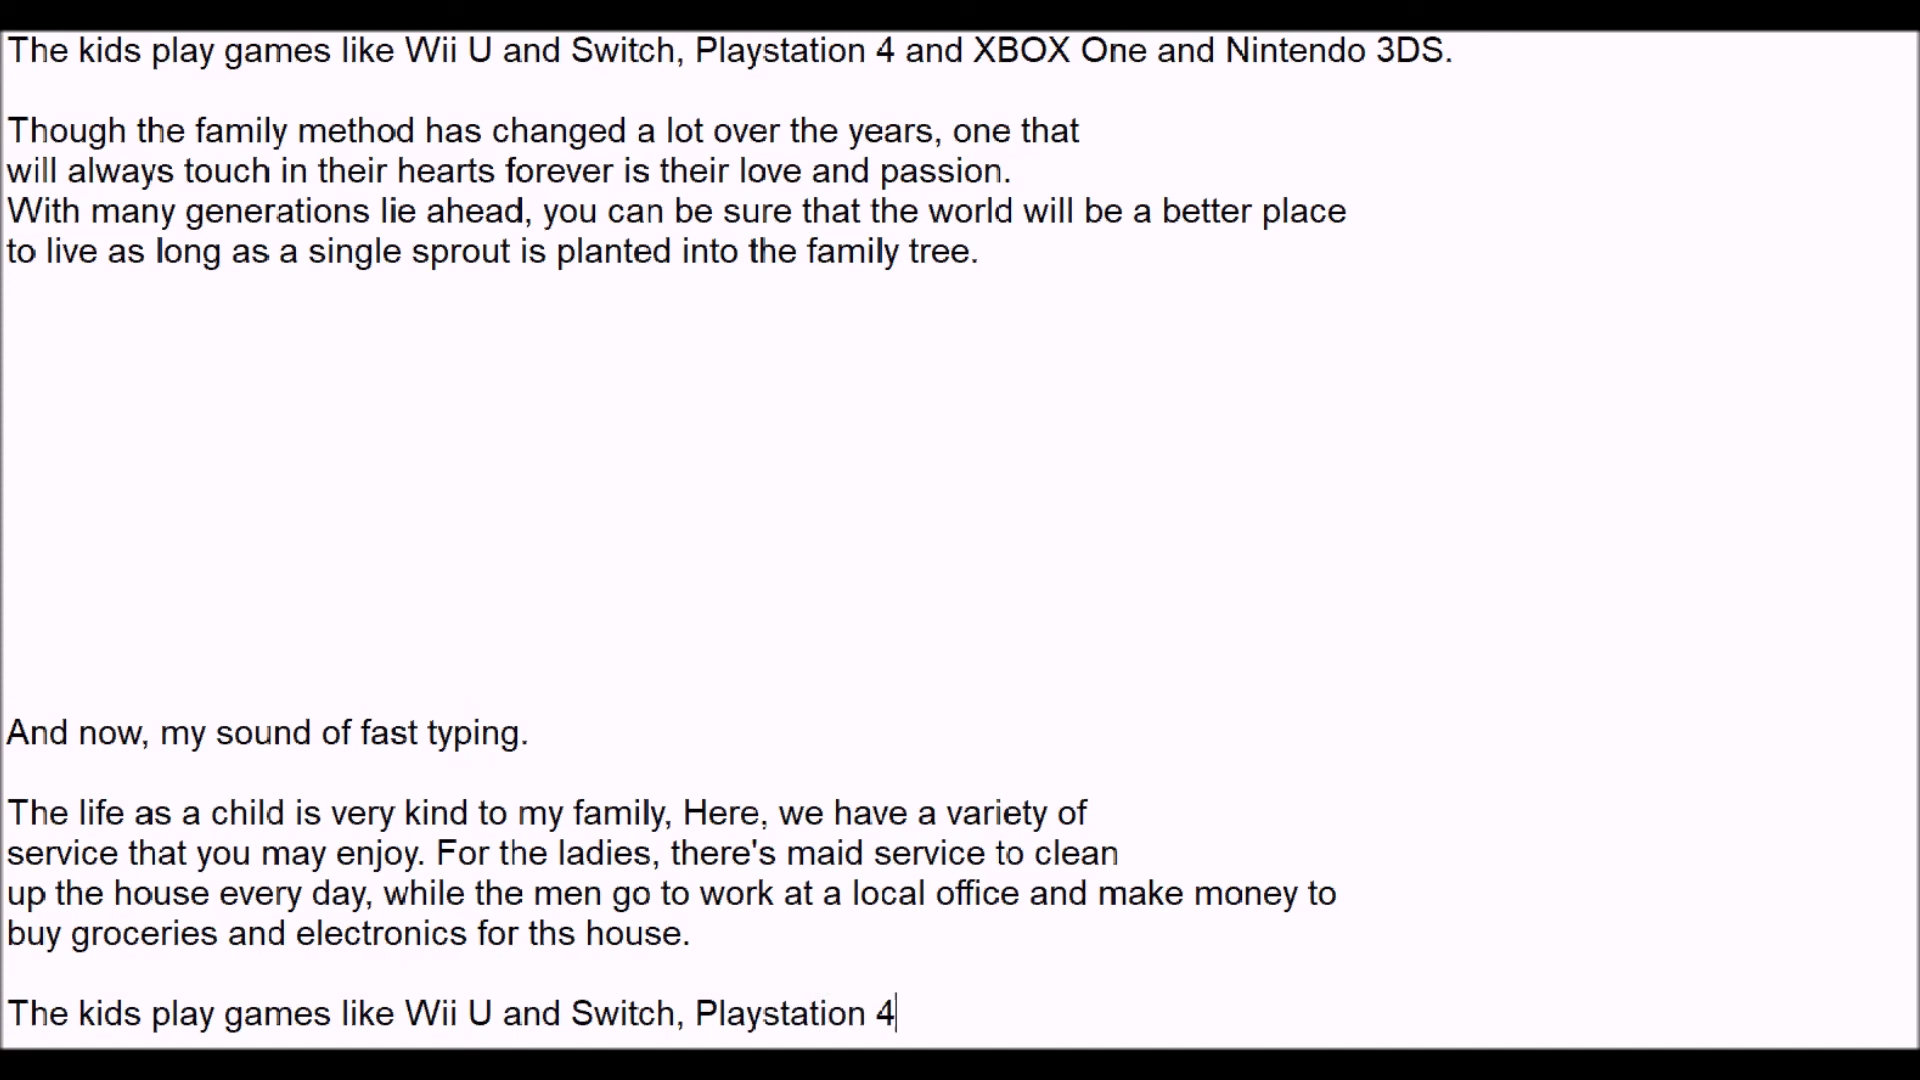 The kids play games like Wii U and Switch, Playstation 4 and XBOX One and Nintendo 3DS.
Though the family method has changed a lot over the years, one that
will always touch in their hearts forever is their love and passion.
With many generations lie ahead, you can be sure that the world will be a better place
to live as long as a single sprout is planted into the family tree.
And now, my sound of fast typing.
The life as a child is very kind to my family, Here, we have a variety of
service that you may enjoy. For the ladies, there's maid service to clean
up the house every day, while the men go to work at a local office and make money to
buy groceries and electronics for ths house.
The kids play games like Wii U and Switch, Playstation 4